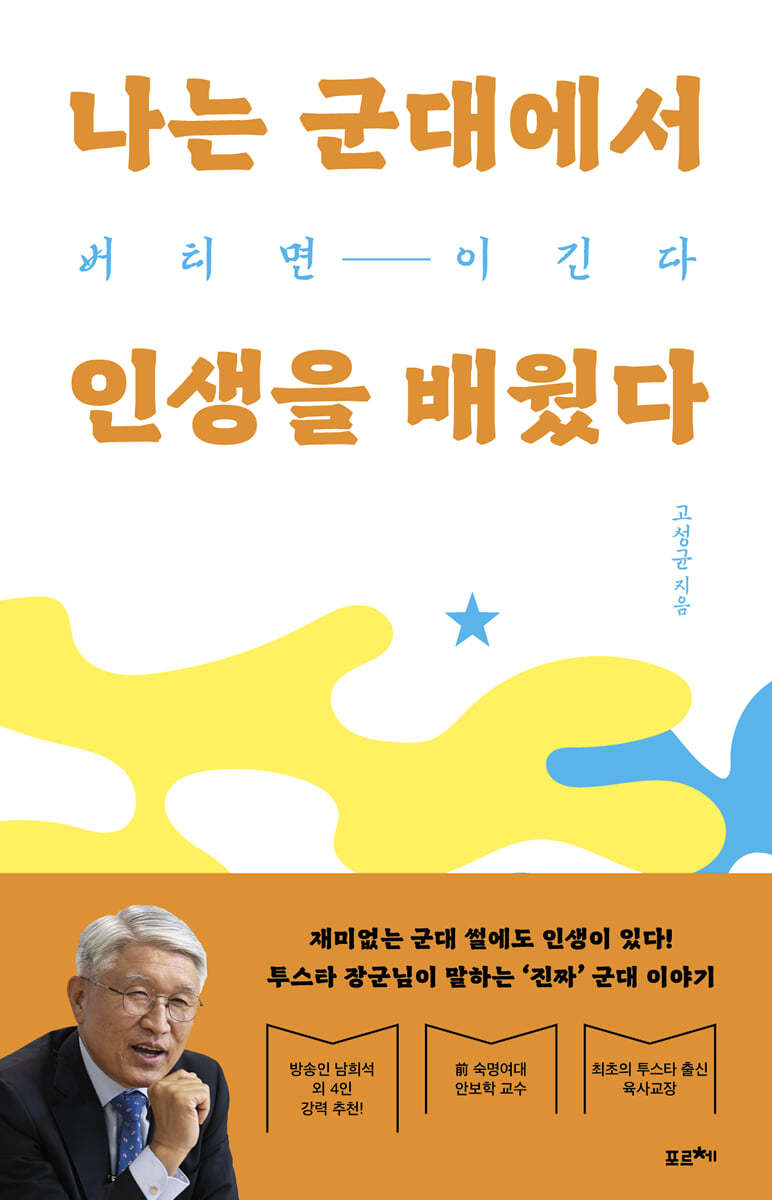 나는 군대에서
버티면—이긴다
인생을 배웠다
고성균 지음
재미없는 군대 썰에도 인생이 있다!
투스타 장군님이 말하는 ‘진짜’ 군대 이야기
방송인 남희석
외 4인
강력 추천!
前 숙명여대
안보학 교수
최초의 투스타 출신
육사교장
포르체